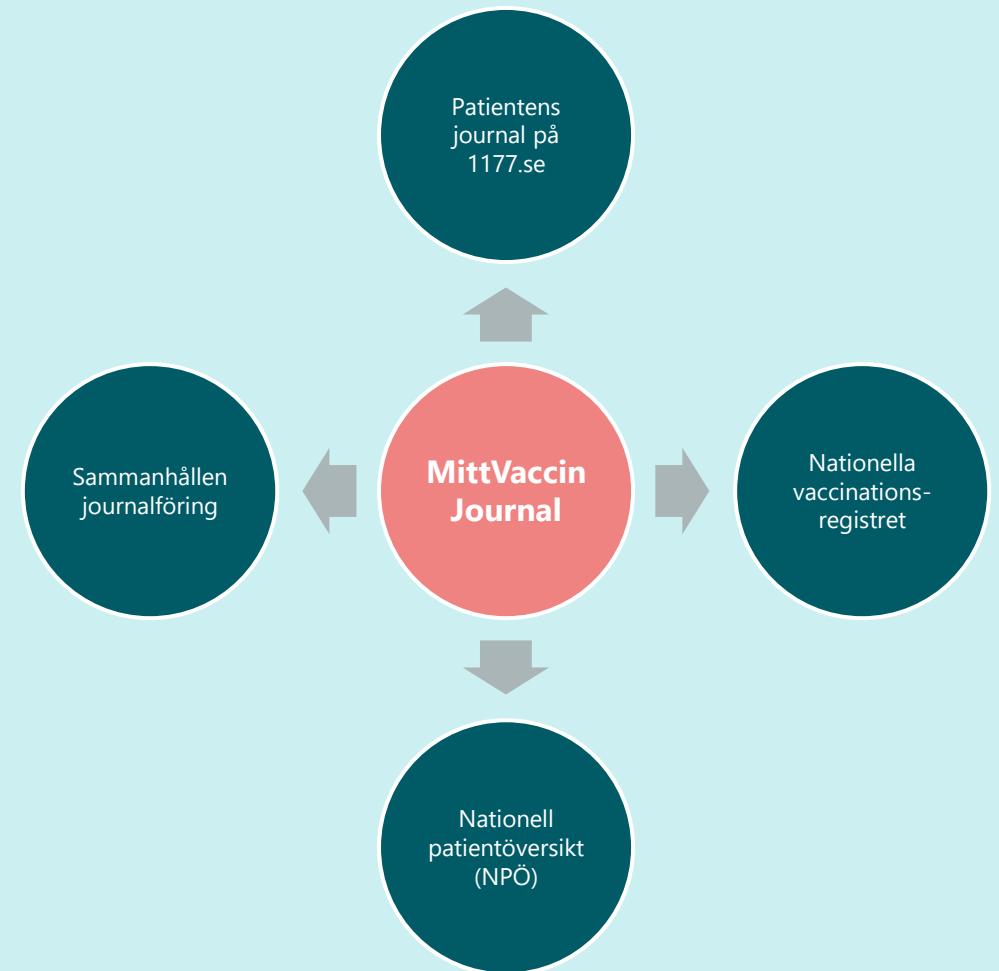 Patientens
journal på
1177.se
Sammanhållen
journalföring
MittVaccin
Journal
Nationella
vaccinations-
registret
Nationell
patientöversikt
(NPÖ)